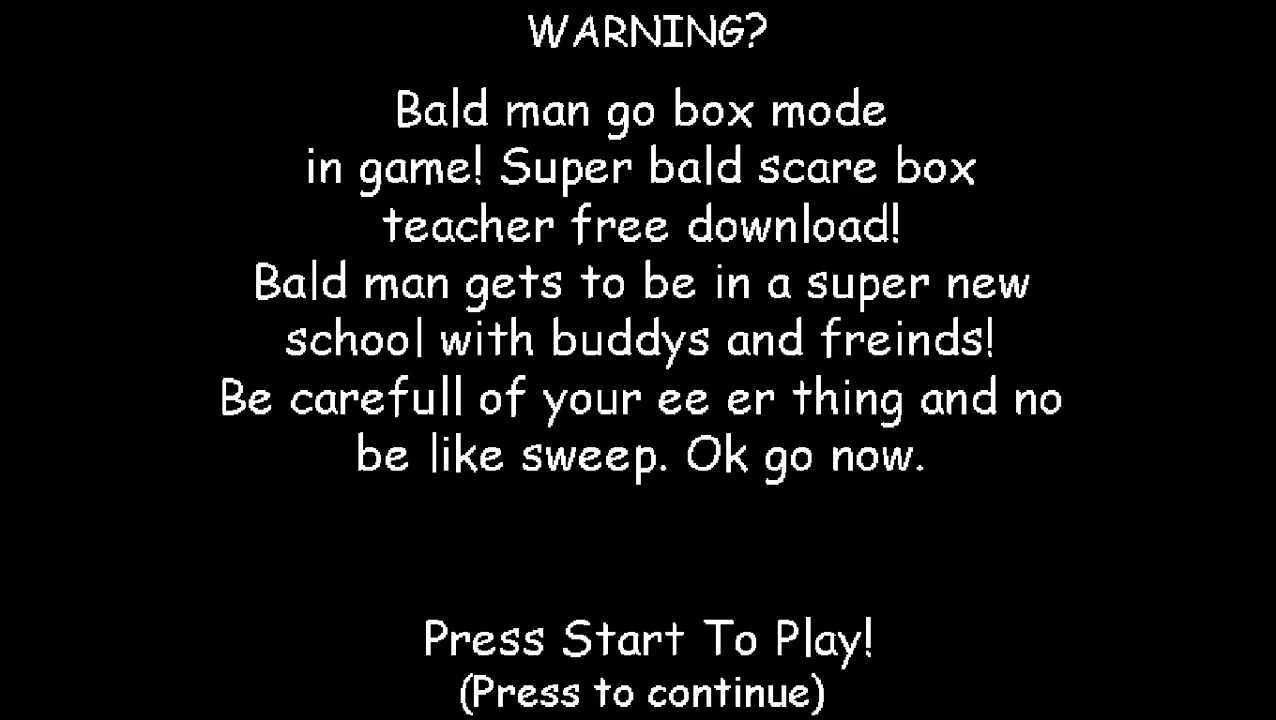 WARNING?
Bald man go box mode
in game! Super bald scare box
teacher free download!
Bald man gets to be in a super new
school with buddys and freinds!
Be carefull of your ee er thing and no
be like sweep. Ok go now.
Press Start To Play!
(Press to continue)